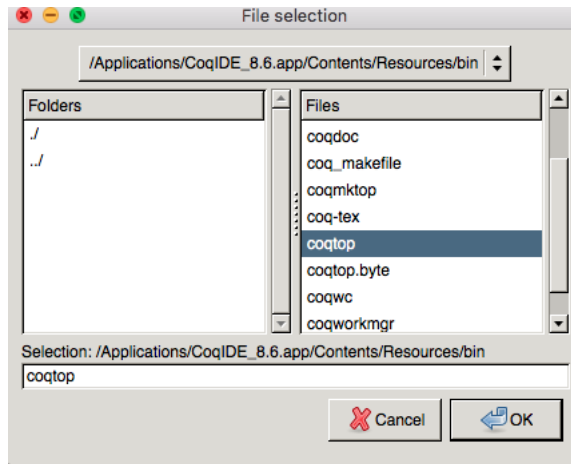 File selection
/Applications/CoqIDE_8.6.app/Contents/Resources/bin
Folders
./
../
Files
coqdoc
coq_makefile
coqmktop
coq-tex
coqtop
coqtop.byte
coqwc
coqworkmgr
Selection: /Applications/CoqIDE_8.6.app/Contents/Resources/bin
coqtop
Cancel
OK